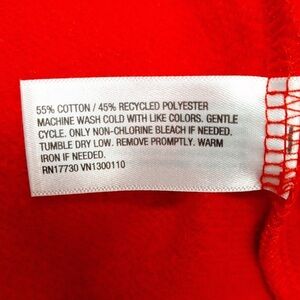 55% COTTON / 45% RECYCLED POLYESTER
MACHINE WASH COLD WITH LIKE COLORS. GENTLE
CYCLE. ONLY NON-CHLORINE BLEACH IF NEEDED.
TUMBLE DRY LOW. REMOVE PROMPTLY. WARM
IRON IF NEEDED.
RN17730 VN1300110